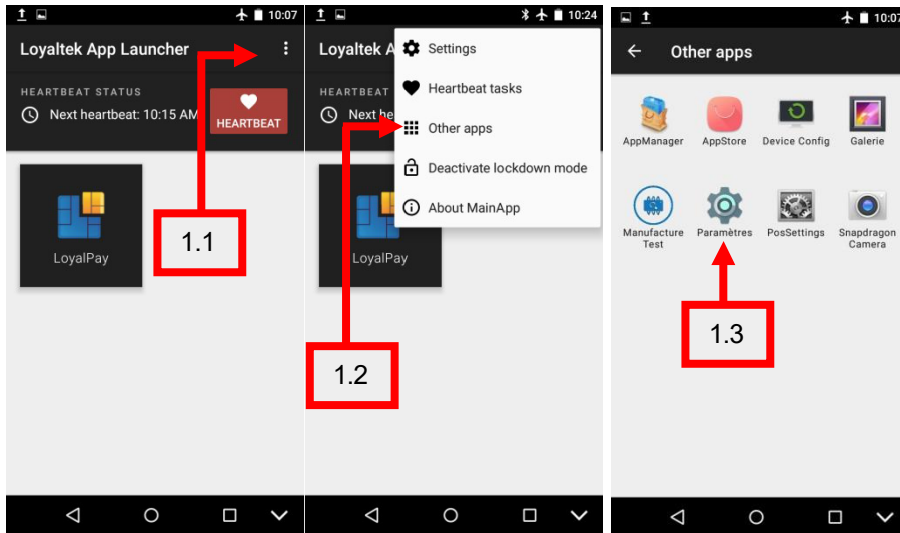 10:07
Loyaltek App Launcher
HEARTBEAT STATUS
Next heartbeat: 10:15 AM
HEARTBEAT
LoyalPay
1.1
10:24
Loyaltek A
HEARTBEAT
Next he
Settings
Heartbeat tasks
Other apps
Deactivate lockdown mode
About MainApp
LoyalPay
1.2
10:07
Other apps
AppManager
AppStore
Device Config
Galerie
Manufacture
Test
Paramètres
PosSettings
Snapdragon
Camera
1.3